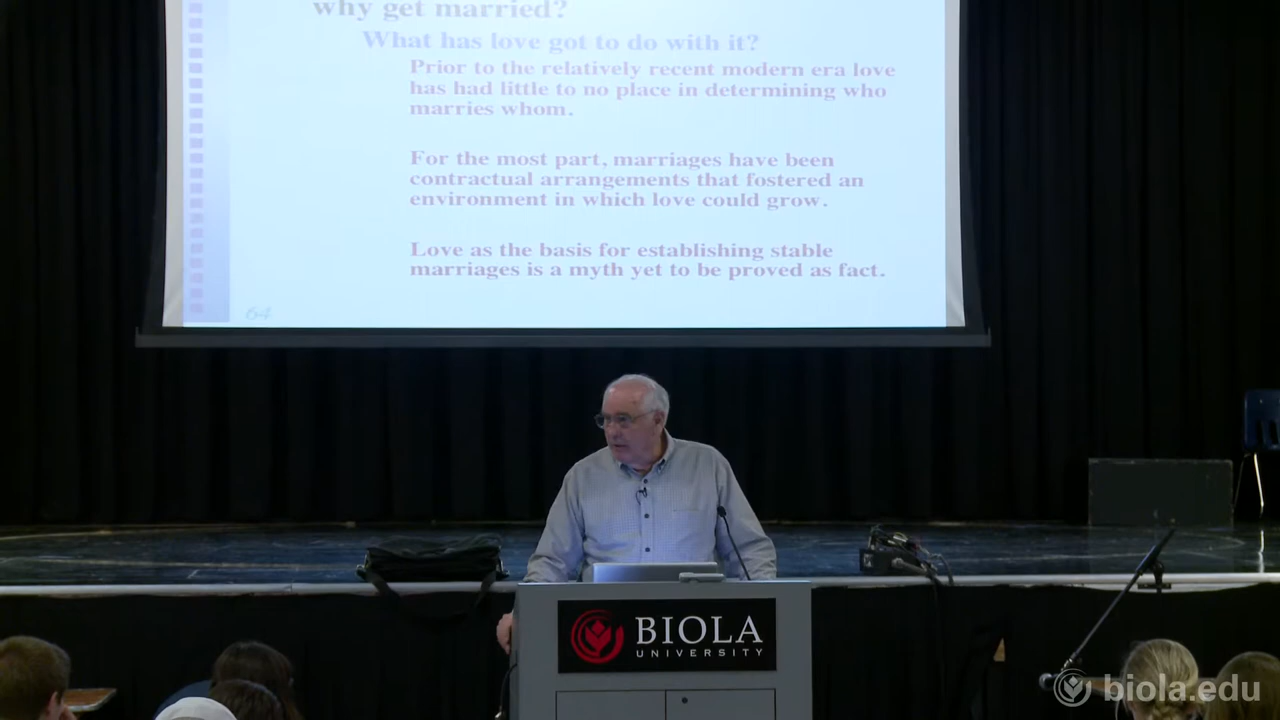 why get married?
What has love got to do with it?
Prior to the relatively recent modern era love
has had little to no place in determining who
marries whom.
For the most part, marriages have been
contractual arrangements that fostered an
environment in which love could grow.
Love as the basis for establishing stable
marriages is a myth yet to be proved as fact.
64
BIOLA
UNIVERSITY
biola.edu